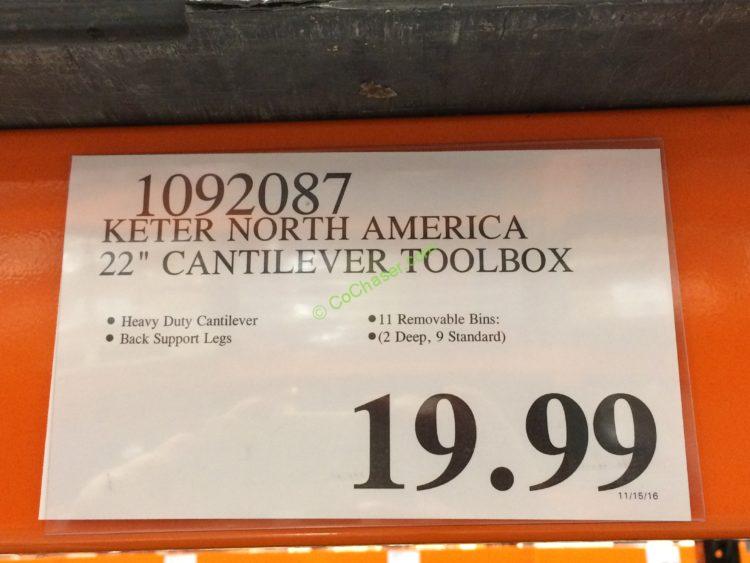 1092087
KETER NORTH AMERICA
22" CANTILEVER TOOLBOX
© CoChaser.com
● Heavy Duty Cantilever
● Back Support Legs
● 11 Removable Bins:
● (2 Deep, 9 Standard)
19.99
11/15/16